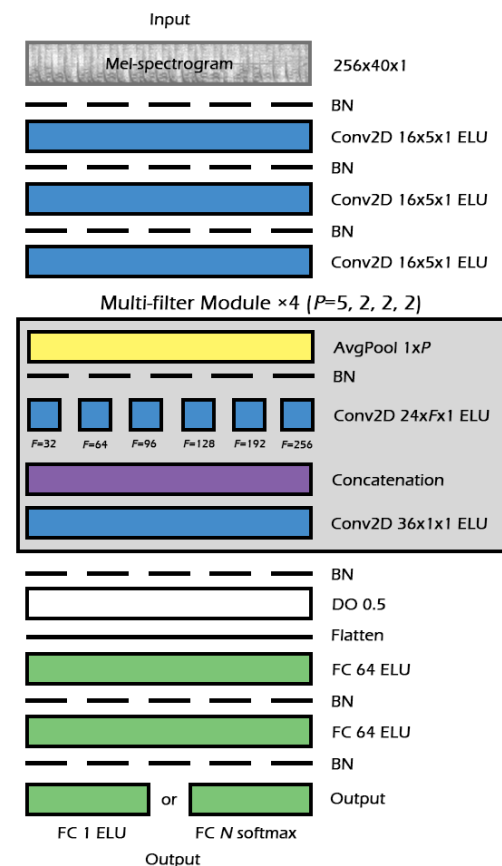 Input
Mel-spectrogram 256x40x1
BN
Conv2D 16x5x1 ELU
BN
Conv2D 16x5x1 ELU
BN
Conv2D 16x5x1 ELU
Multi-filter Module ×4 (P=5, 2, 2, 2)
AvgPool 1xP
BN
Conv2D 24xFx1 ELU
F=32 F=64 F=96 F=128 F=192 F=256
Concatenation
Conv2D 36x1x1 ELU
BN
DO 0.5
Flatten
FC 64 ELU
BN
FC 64 ELU
BN
or Output
FC 1 ELU FC N softmax
Output